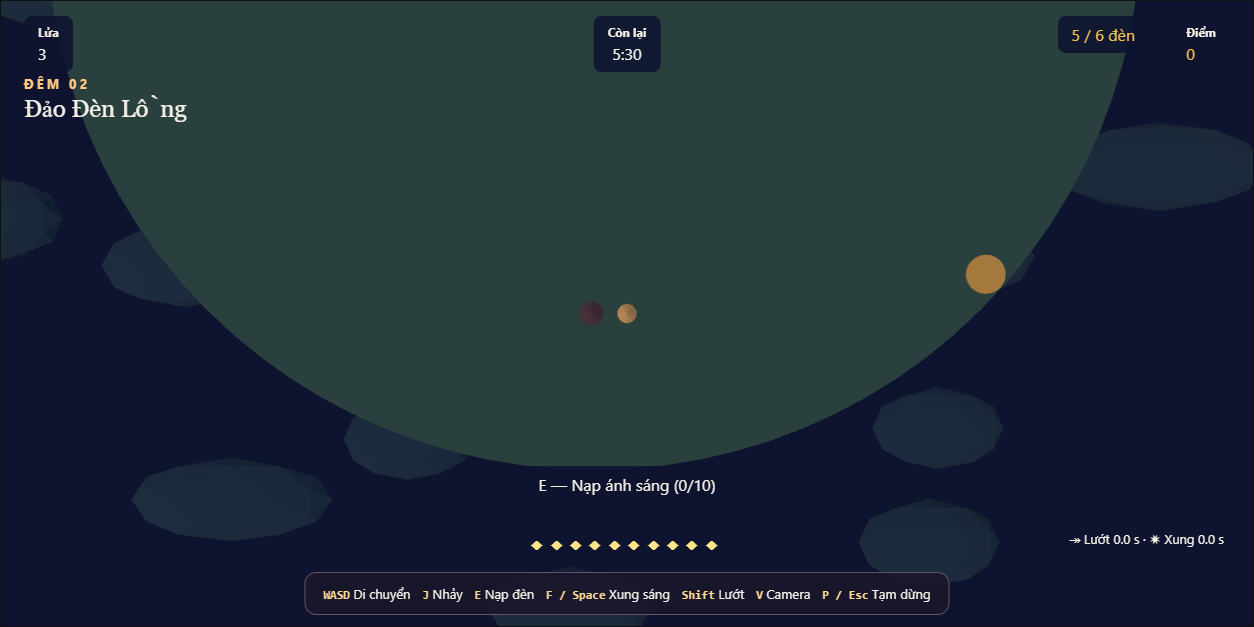 Lửa
3
Còn lại
5:30
5 / 6 đèn
Điểm
0
ĐÊM 02
Đảo Đèn Lồng
E — Nạp ánh sáng (0/10)
↠ Lướt 0.0 s · ✷ Xung 0.0 s
WASD Di chuyển J Nhảy E Nạp đèn F / Space Xung sáng Shift Lướt V Camera P / Esc Tạm dừng